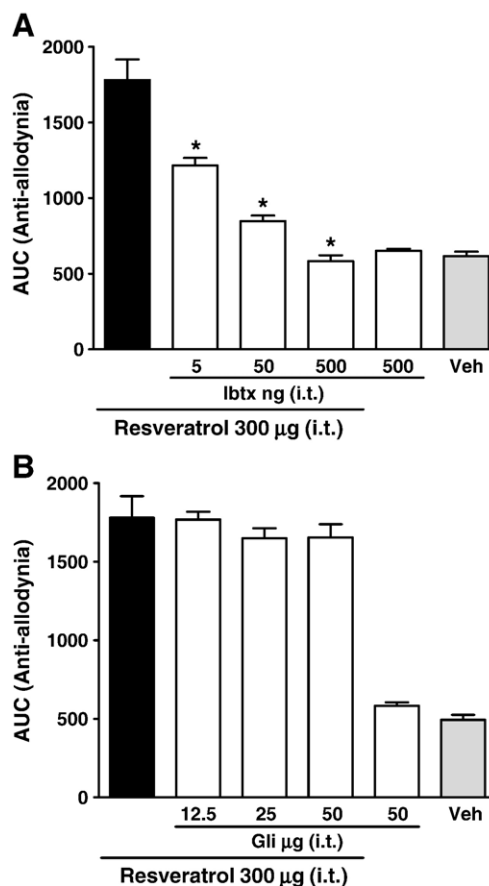 A
2000
1500
1000
500
0
AUC (Anti-allodynia)
* * *
5 50 500 500 Veh
Ibtx ng (i.t.)
Resveratrol 300 μg (i.t.)
B
2000
1500
1000
500
0
AUC (Anti-allodynia)
12.5 25 50 50 Veh
Gli μg (i.t.)
Resveratrol 300 μg (i.t.)